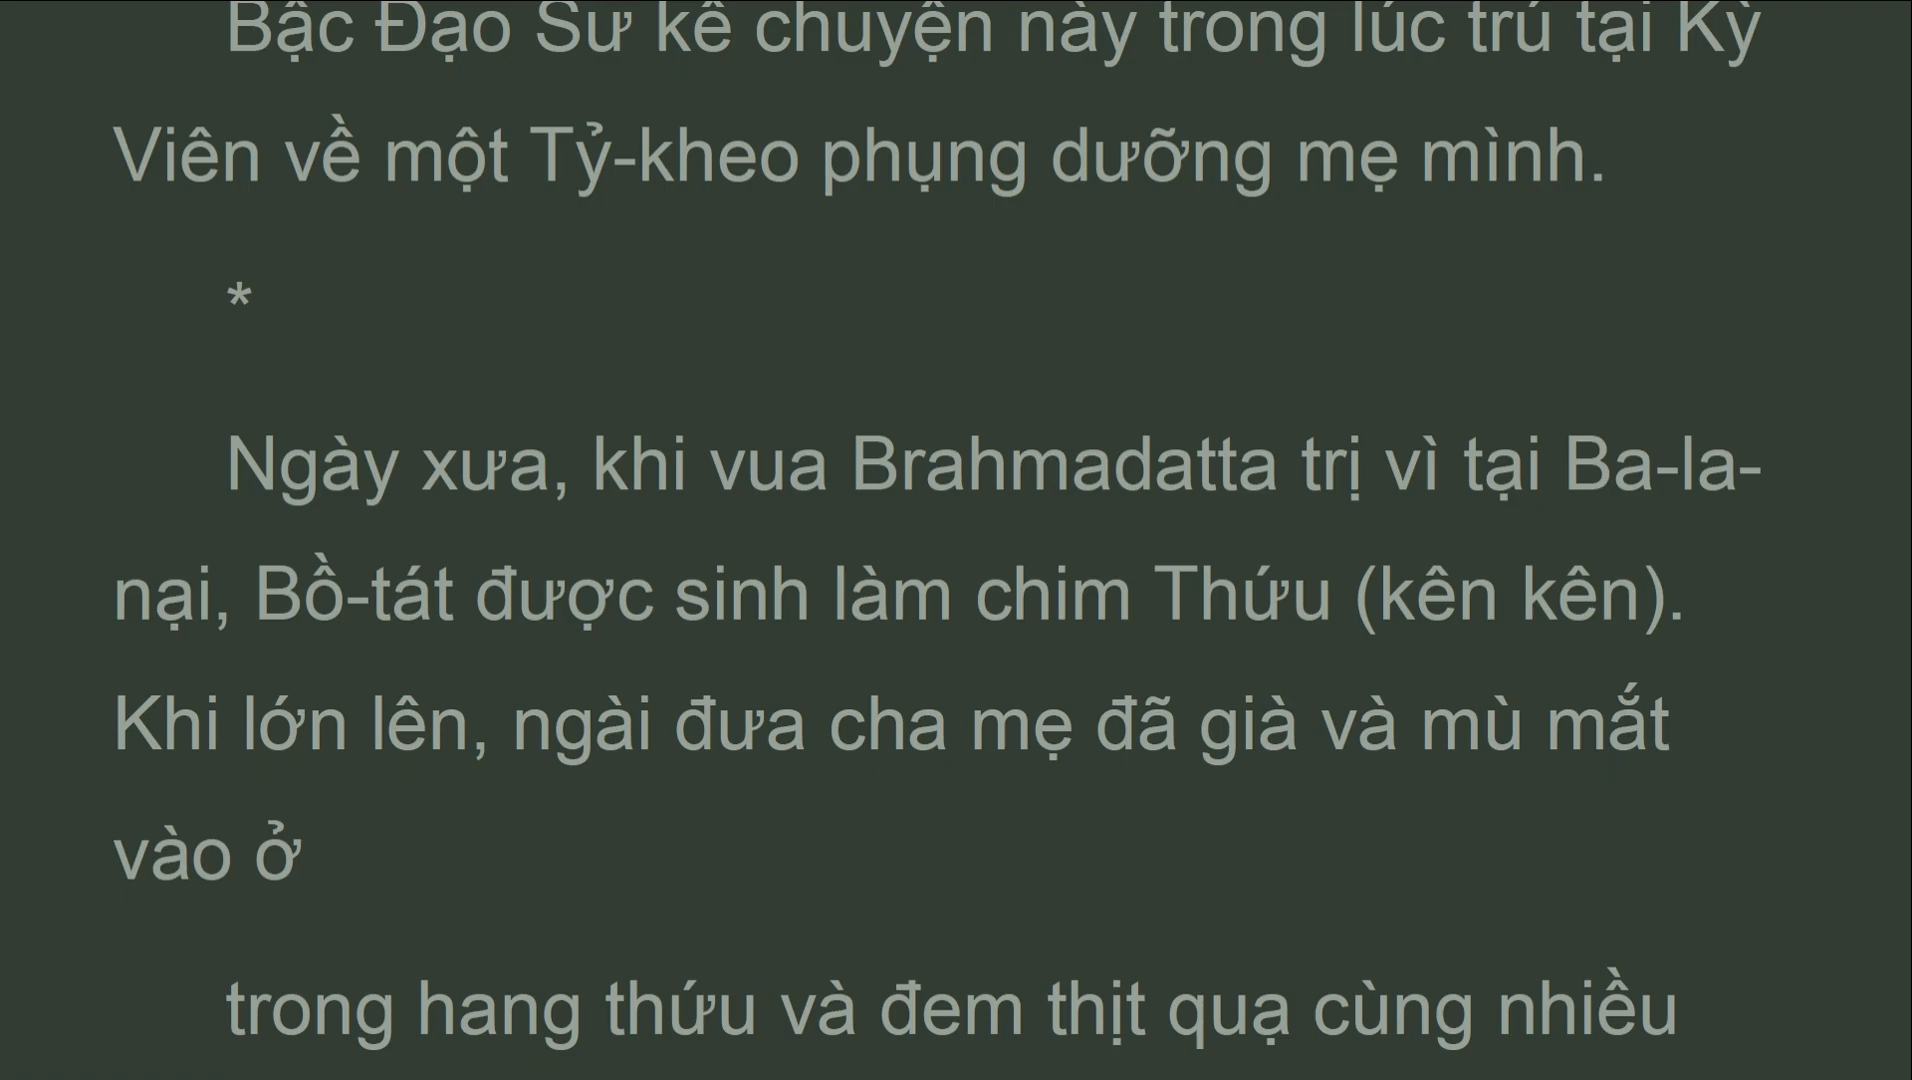 Bậc Đạo Sư kể chuyện này trong lúc trú tại Kỳ
Viên về một Tỷ-kheo phụng dưỡng mẹ mình.
*
Ngày xưa, khi vua Brahmadatta trị vì tại Ba-la-
nại, Bồ-tát được sinh làm chim Thứu (kên kên).
Khi lớn lên, ngài đưa cha mẹ đã già và mù mắt
vào ở
trong hang thứu và đem thịt quạ cùng nhiều